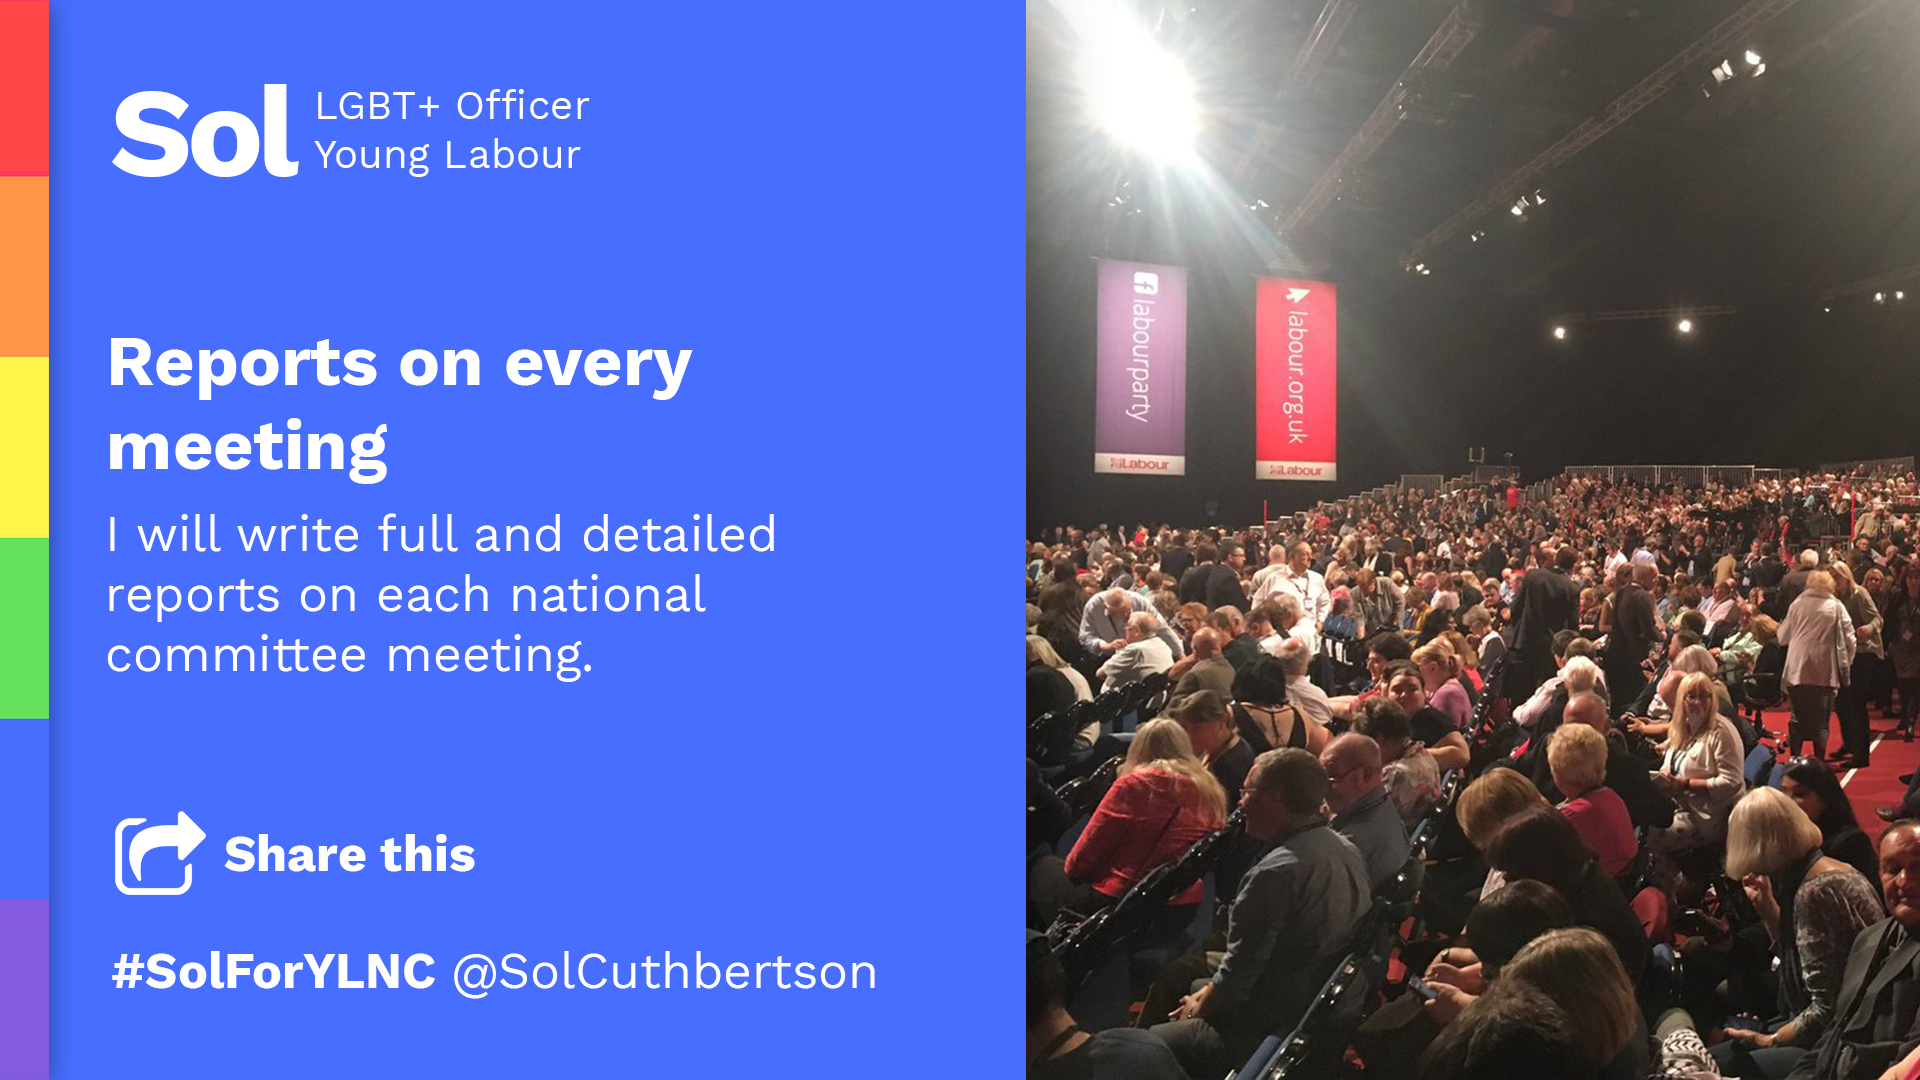 Sol
LGBT+ Officer
Young Labour
Reports on every
meeting
I will write full and detailed
reports on each national
committee meeting.
Share this
#SolForYLNC @SolCuthbertson
labourparty
Labour
labour.org.uk
Labour